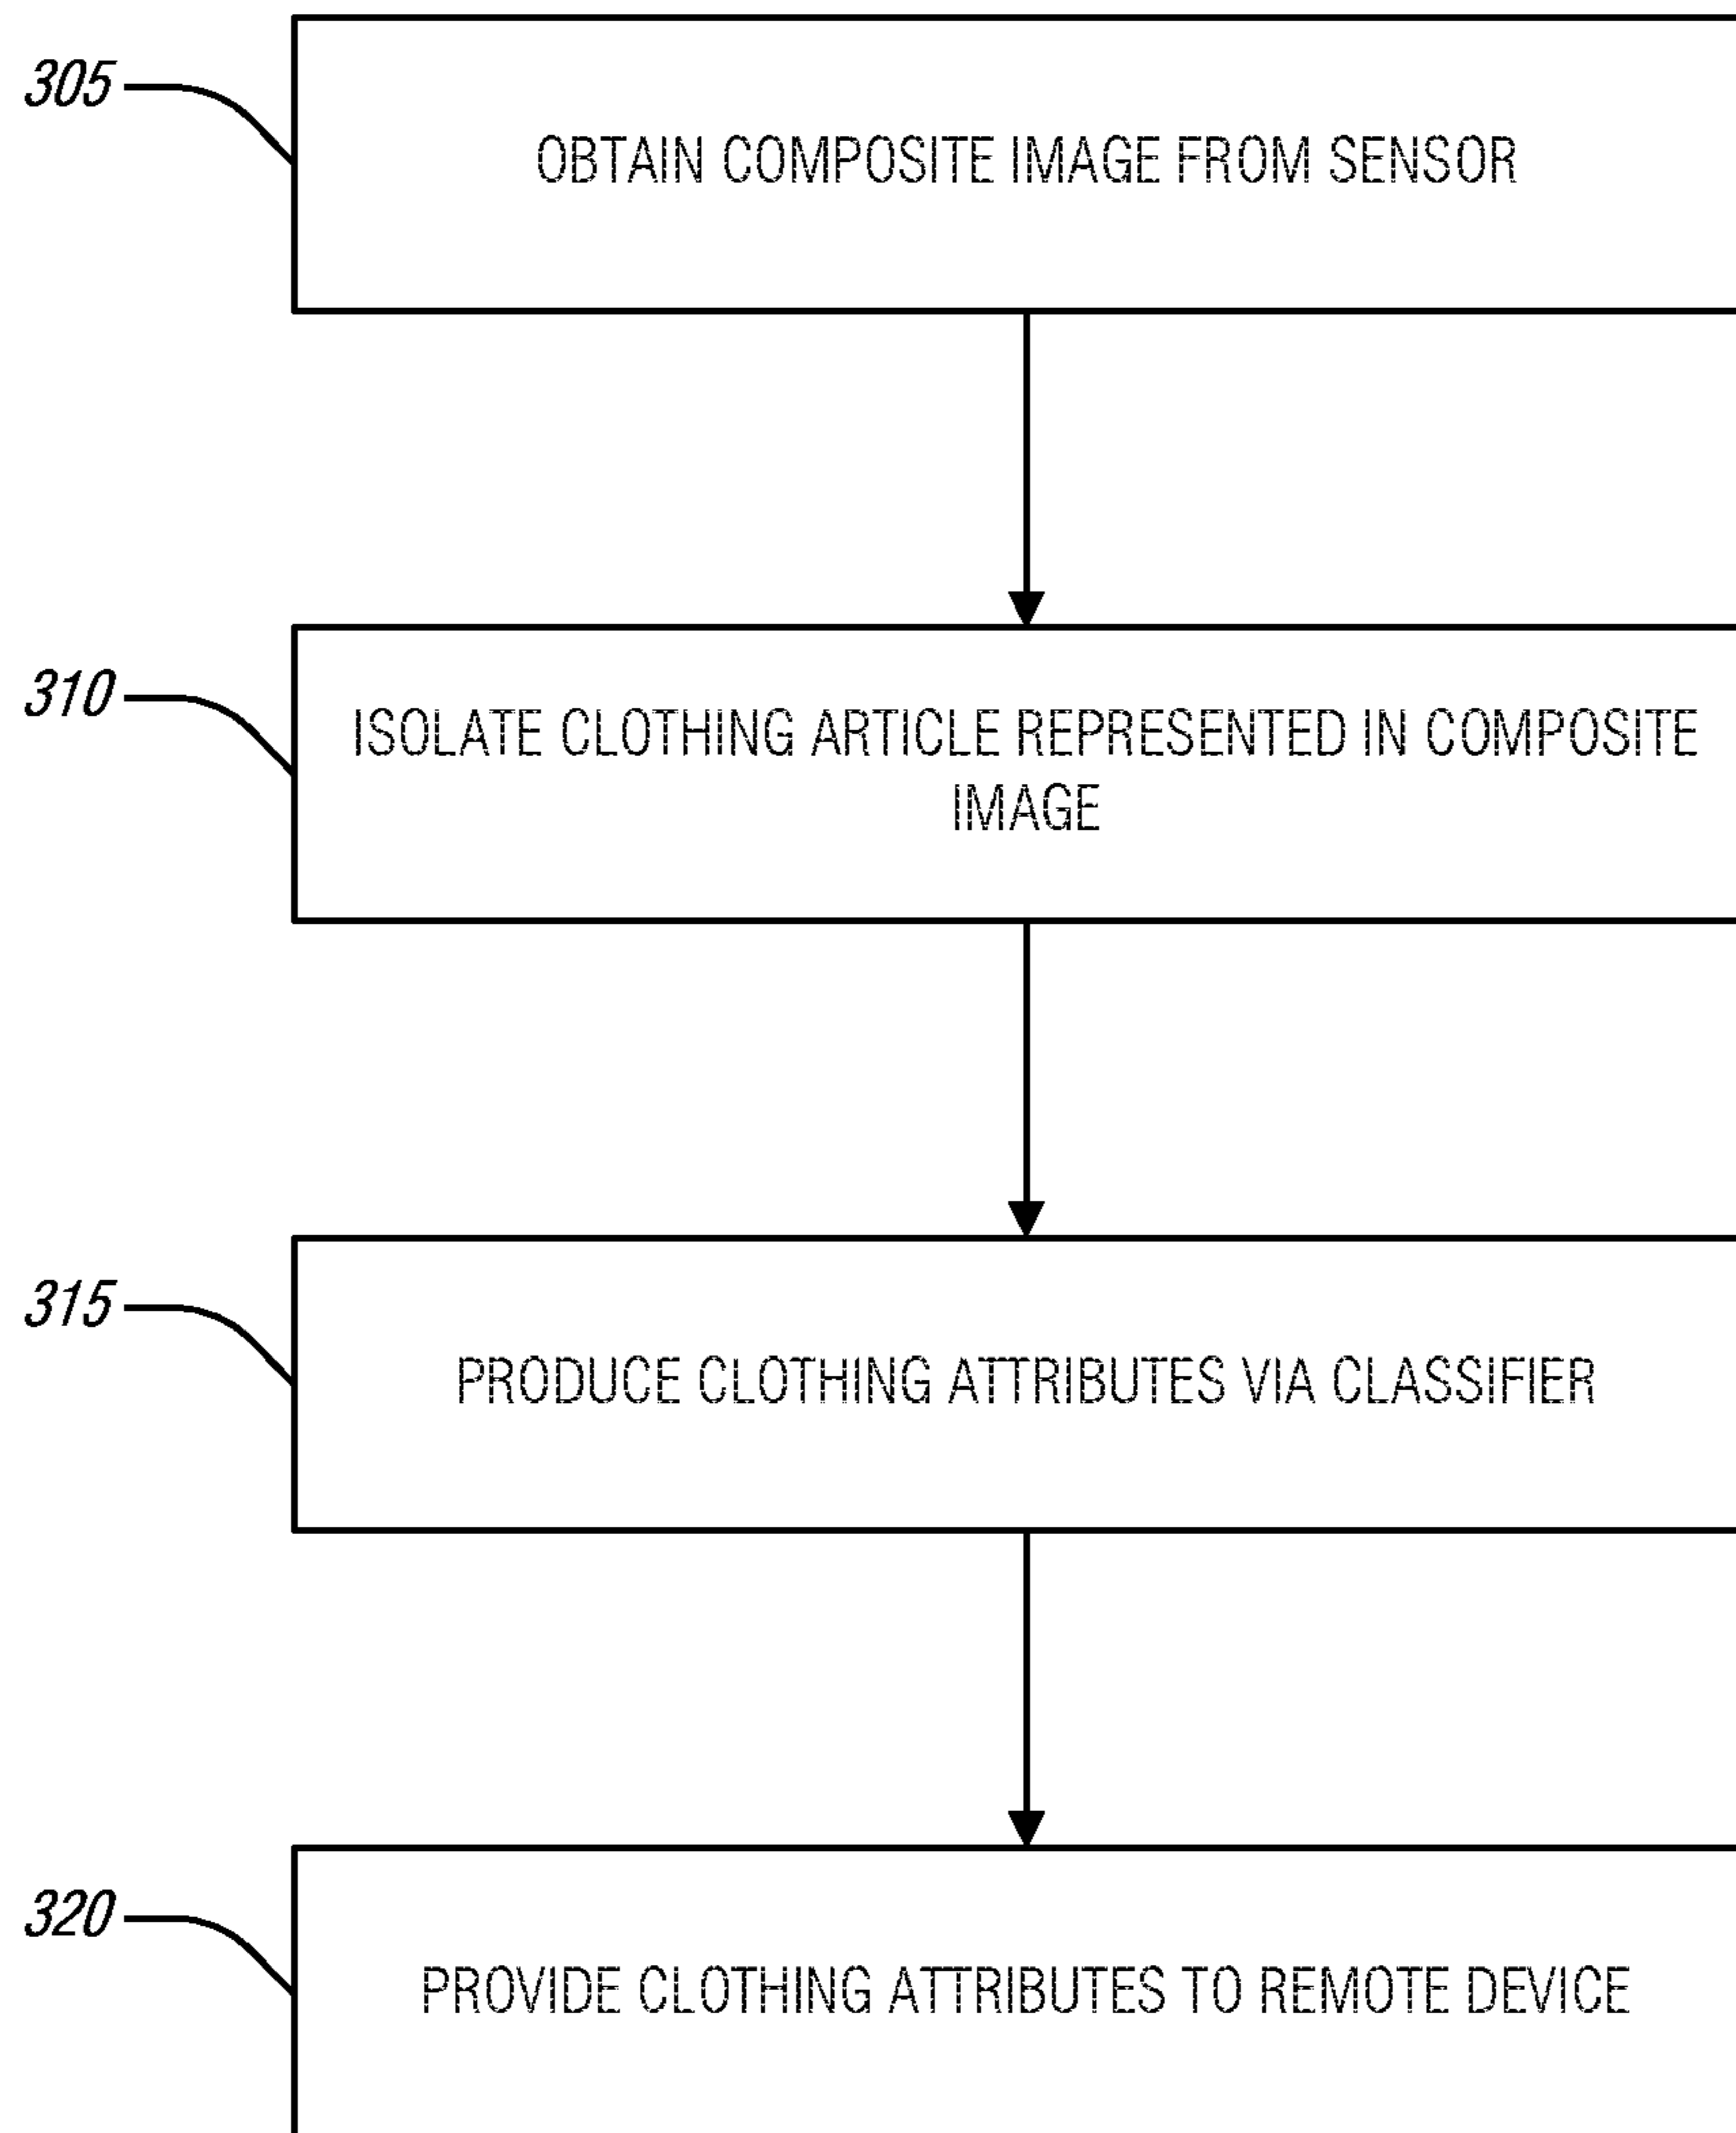 305
OBTAIN COMPOSITE IMAGE FROM SENSOR
310
ISOLATE CLOTHING ARTICLE REPRESENTED IN COMPOSITE
IMAGE
315
PRODUCE CLOTHING ATTRIBUTES VIA CLASSIFIER
320
PROVIDE CLOTHING ATTRIBUTES TO REMOTE DEVICE